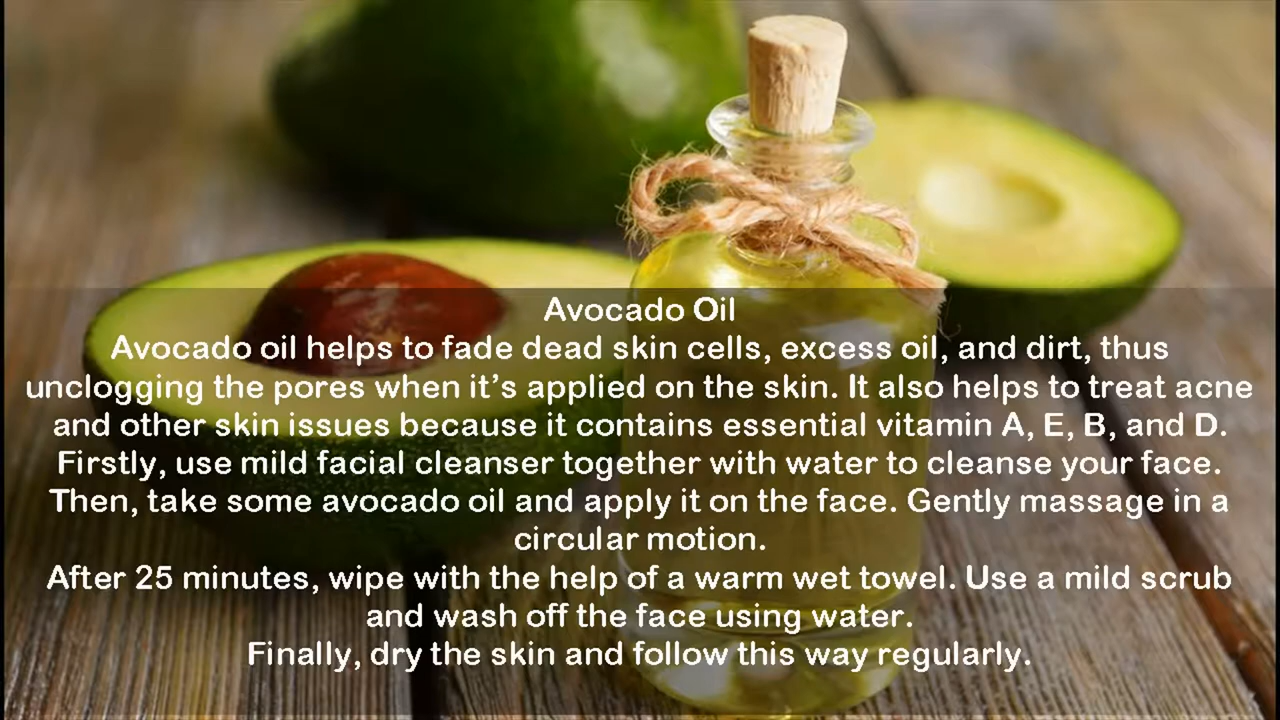 Avocado Oil
Avocado oil helps to fade dead skin cells, excess oil, and dirt, thus
unclogging the pores when it’s applied on the skin. It also helps to treat acne
and other skin issues because it contains essential vitamin A, E, B, and D.
Firstly, use mild facial cleanser together with water to cleanse your face.
Then, take some avocado oil and apply it on the face. Gently massage in a
circular motion.
After 25 minutes, wipe with the help of a warm wet towel. Use a mild scrub
and wash off the face using water.
Finally, dry the skin and follow this way regularly.